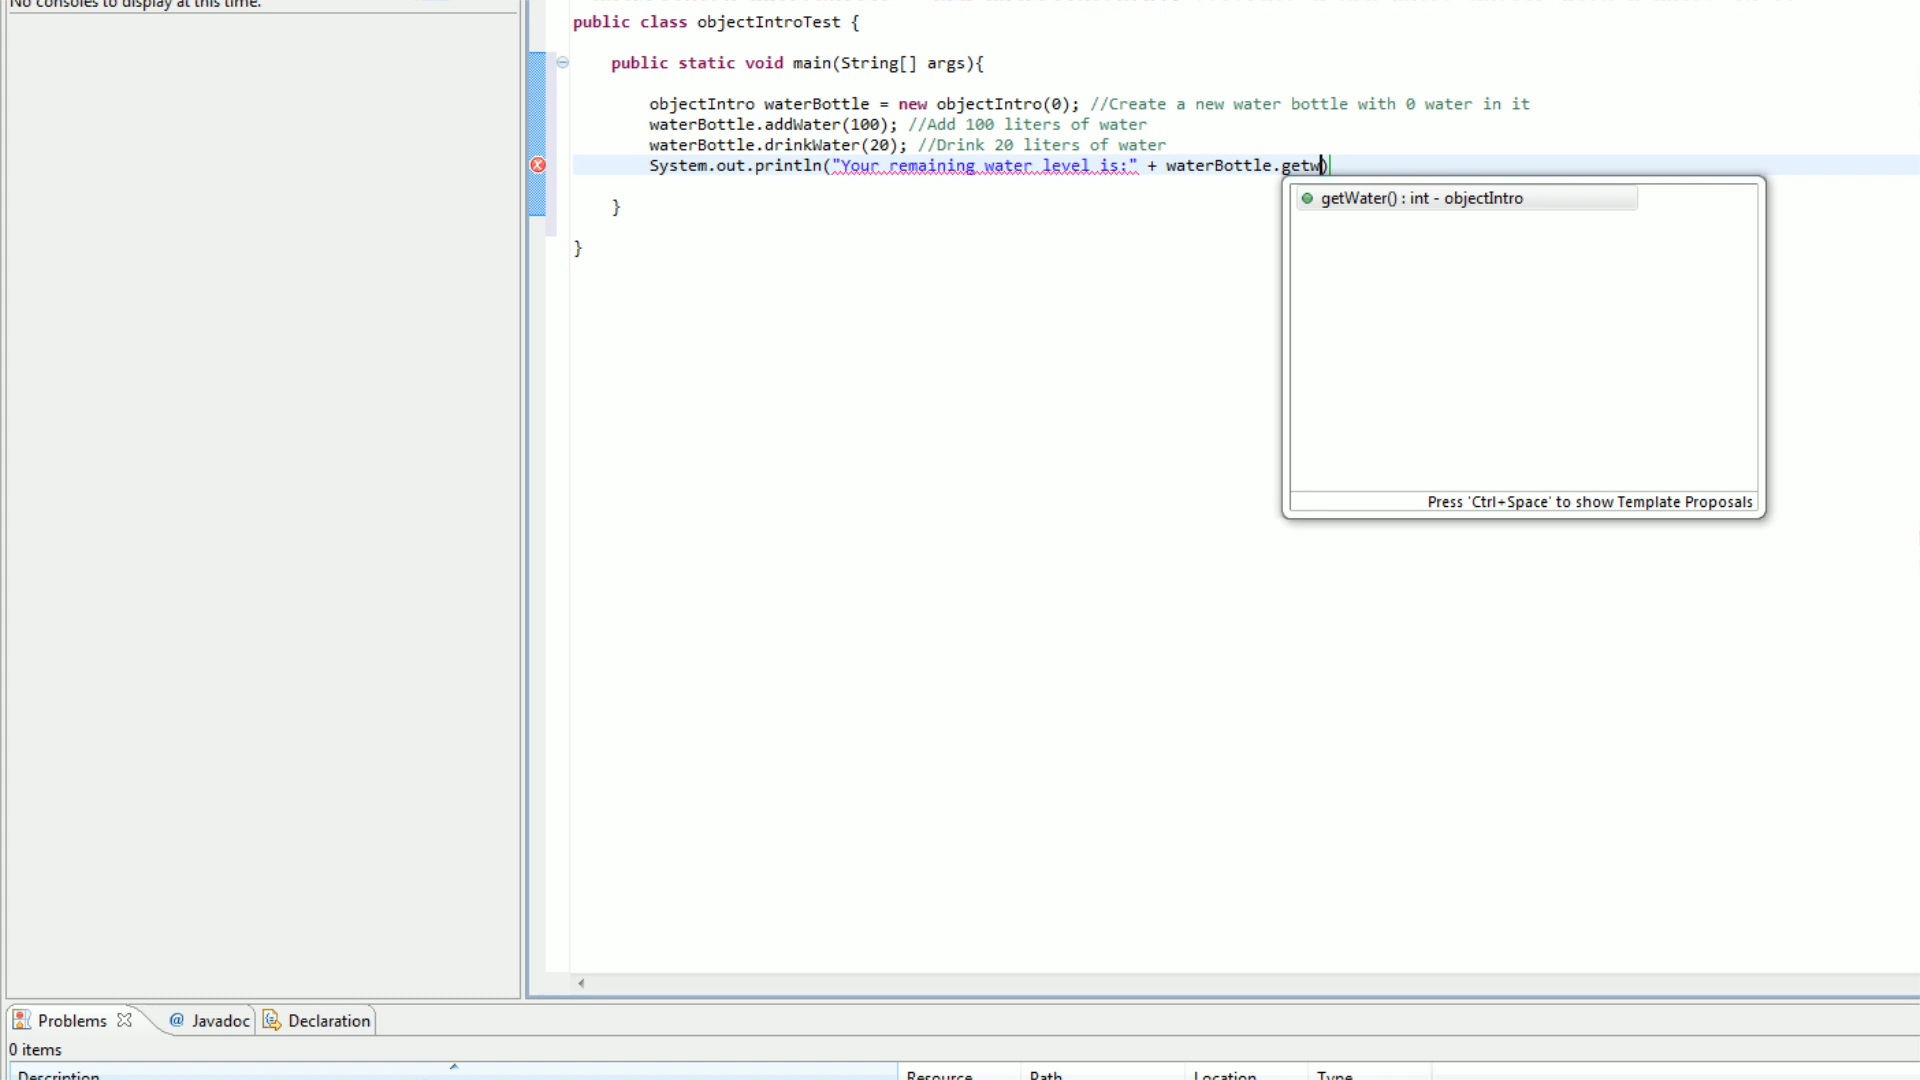 No consoles to display at this time.
public class objectIntroTest {
public static void main(String[] args){
objectIntro waterBottle = new objectIntro(0); //Create a new water bottle with 0 water in it
waterBottle.addWater(100); //Add 100 liters of water
waterBottle.drinkWater(20); //Drink 20 liters of water
System.out.println("Your remaining water level is:" + waterBottle.getw)
getWater() : int - objectIntro
}
}
Press 'Ctrl+Space' to show Template Proposals
Problems @ Javadoc Declaration
0 items
Description Resource Path Location Type